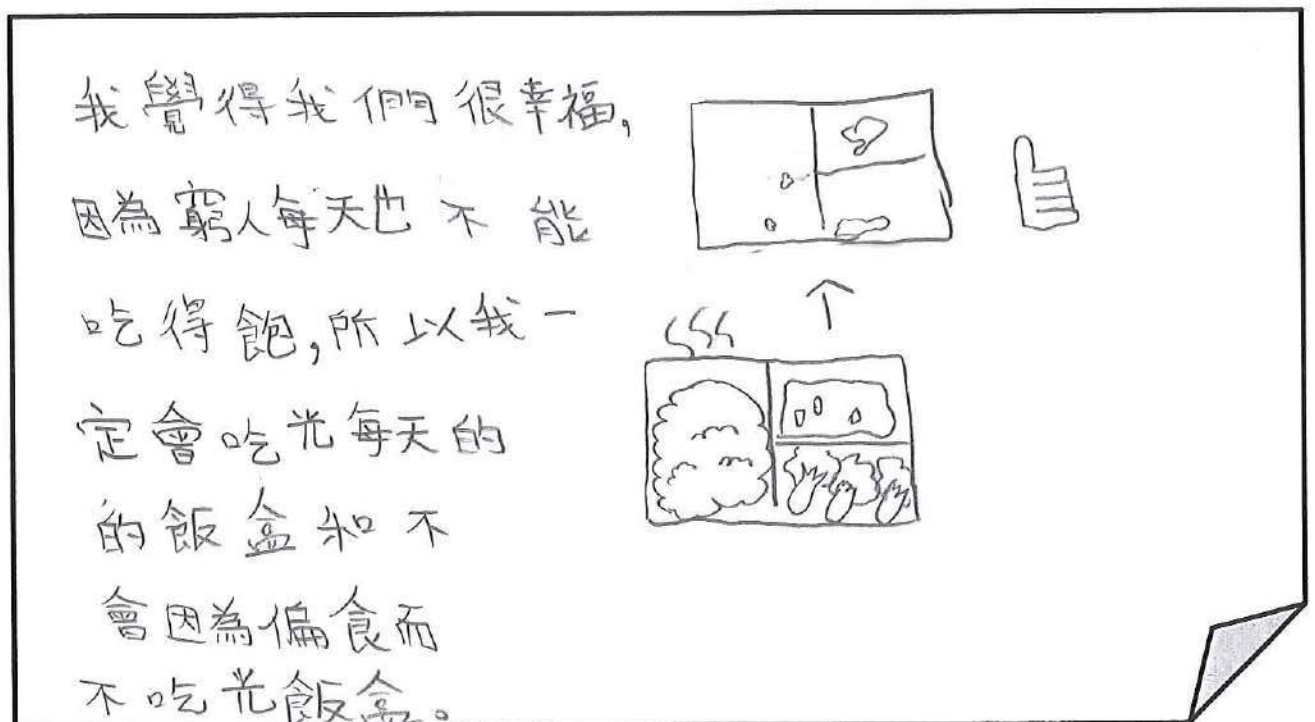 我覺得我們很幸福,
因為窮人每天也不能
吃得飽,所以我一
定會吃光每天的
的飯盒和不
會因為偏食而
不吃光飯盒。